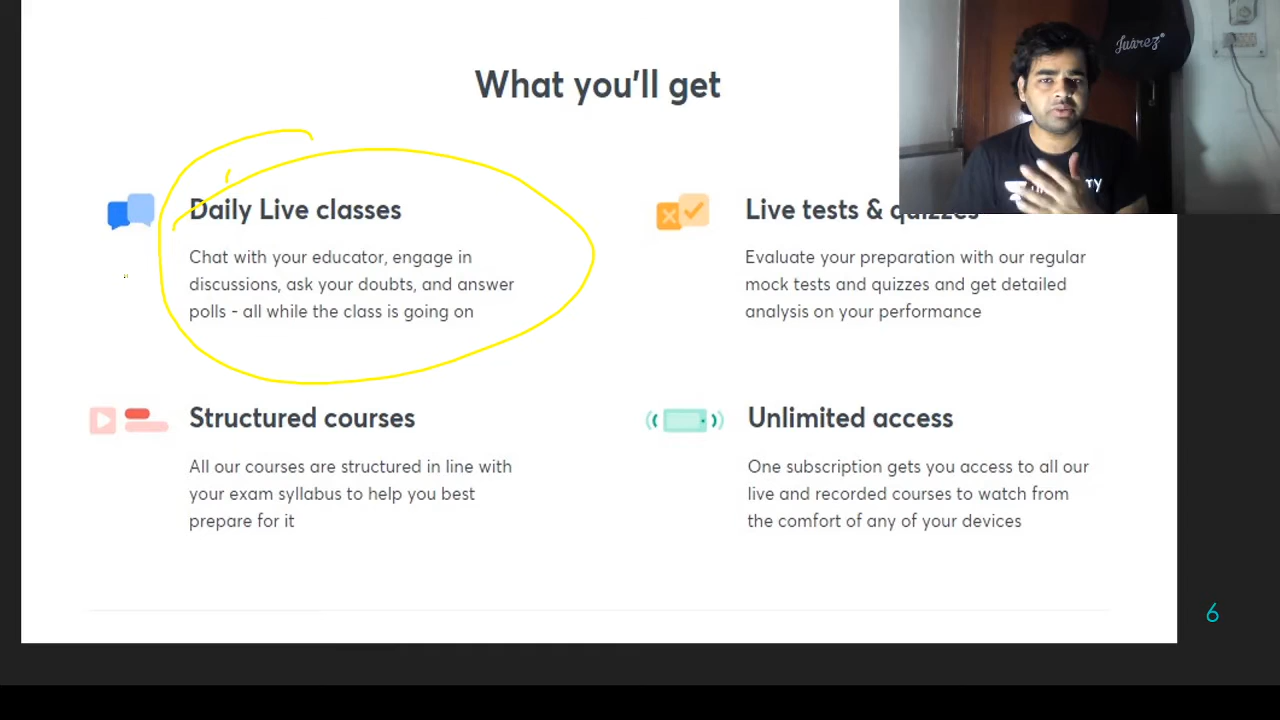 What you'll get
Juárez
Daily Live classes
Chat with your educator, engage in
discussions, ask your doubts, and answer
polls - all while the class is going on
Live tests & quizzes
Evaluate your preparation with our regular
mock tests and quizzes and get detailed
analysis on your performance
Structured courses
All our courses are structured in line with
your exam syllabus to help you best
prepare for it
Unlimited access
One subscription gets you access to all our
live and recorded courses to watch from
the comfort of any of your devices
6